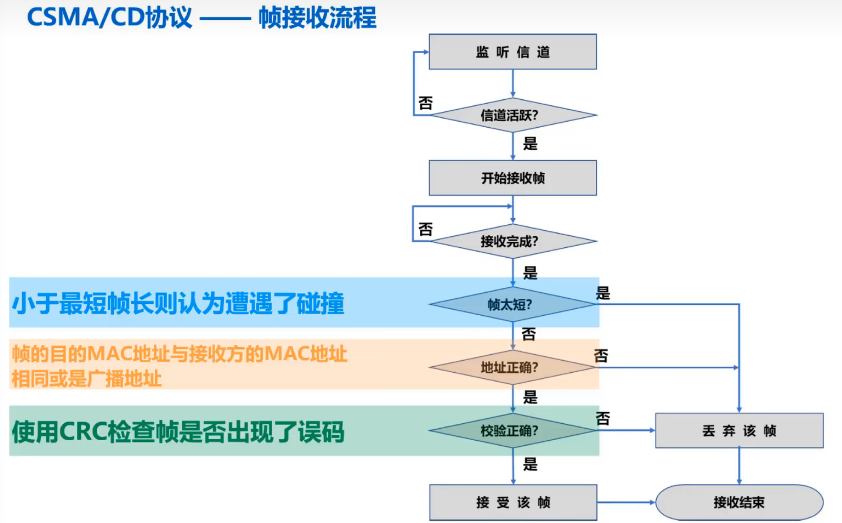 CSMA/CD协议 —— 帧接收流程
监 听 信 道
否
信道活跃?
是
开始接收帧
否
接收完成?
是
小于最短帧长则认为遭遇了碰撞
帧太短?
是
否
帧的目的MAC地址与接收方的MAC地址
相同或是广播地址
地址正确?
否
是
使用CRC检查帧是否出现了误码
校验正确?
否
丢 弃 该 帧
是
接 受 该 帧
接收结束